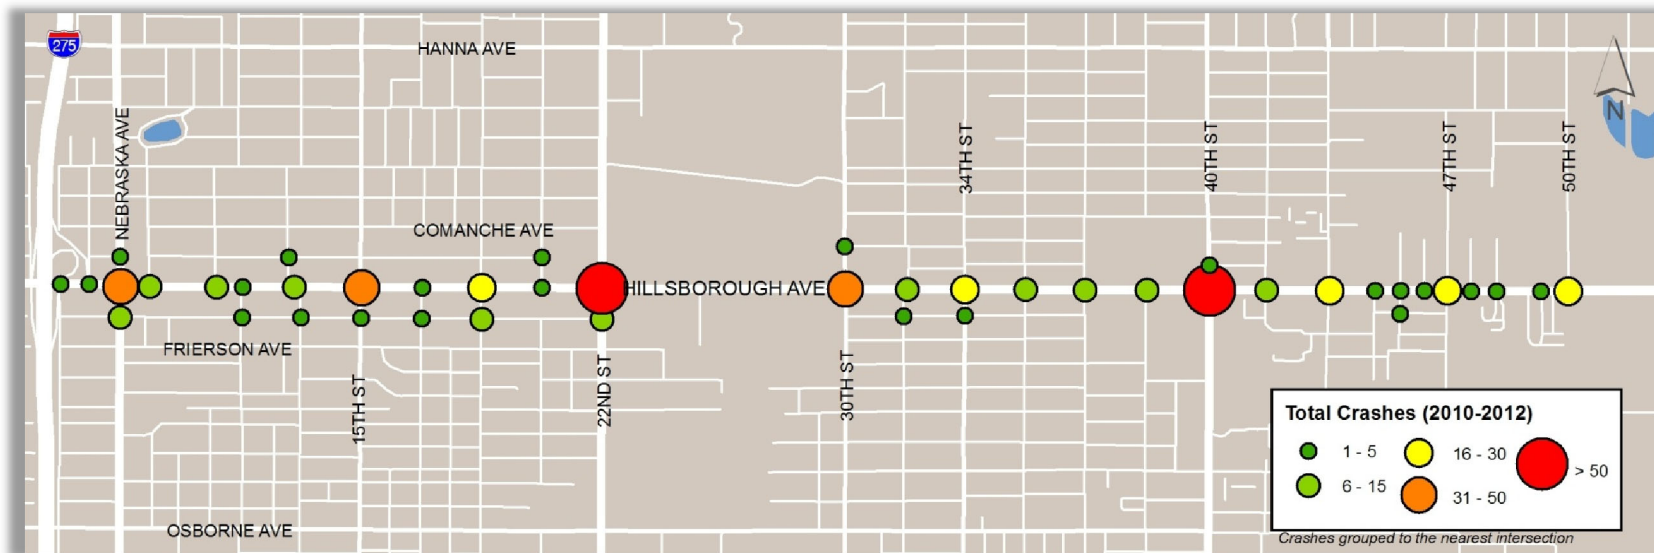 275
HANNA AVE
NEBRASKA AVE
34TH ST
40TH ST
47TH ST
50TH ST
N
COMANCHE AVE
HILLSBOROUGH AVE
FRIERSON AVE
15TH ST
22ND ST
30TH ST
OSBORNE AVE
Total Crashes (2010-2012)
1 - 5
16 - 30
> 50
6 - 15
31 - 50
Crashes grouped to the nearest intersection